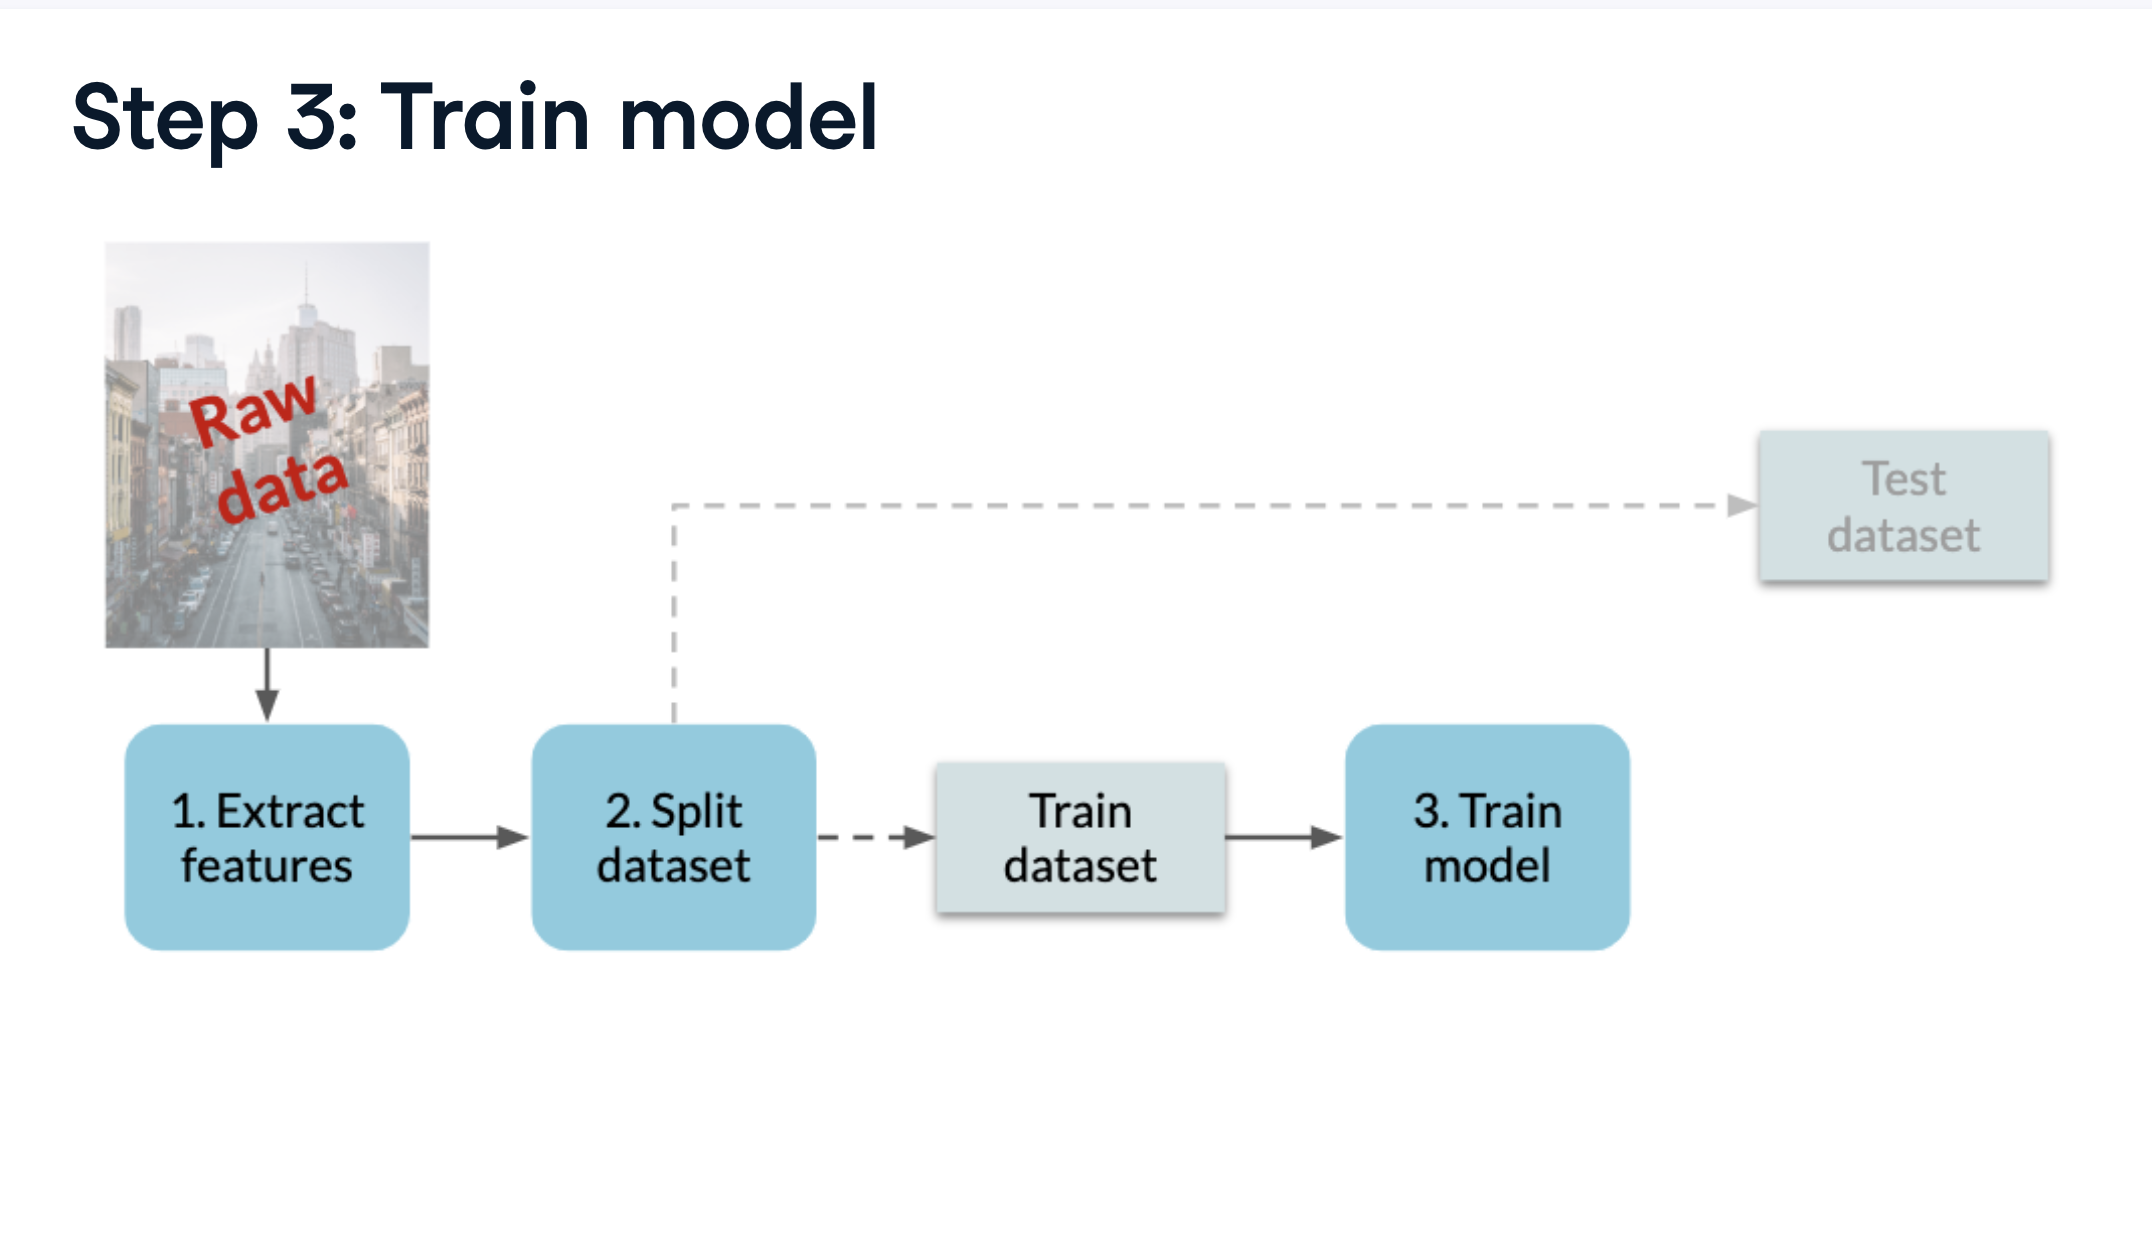 Step 3: Train model
Raw
data
Test
dataset
1. Extract
features
2. Split
dataset
Train
dataset
3. Train
model